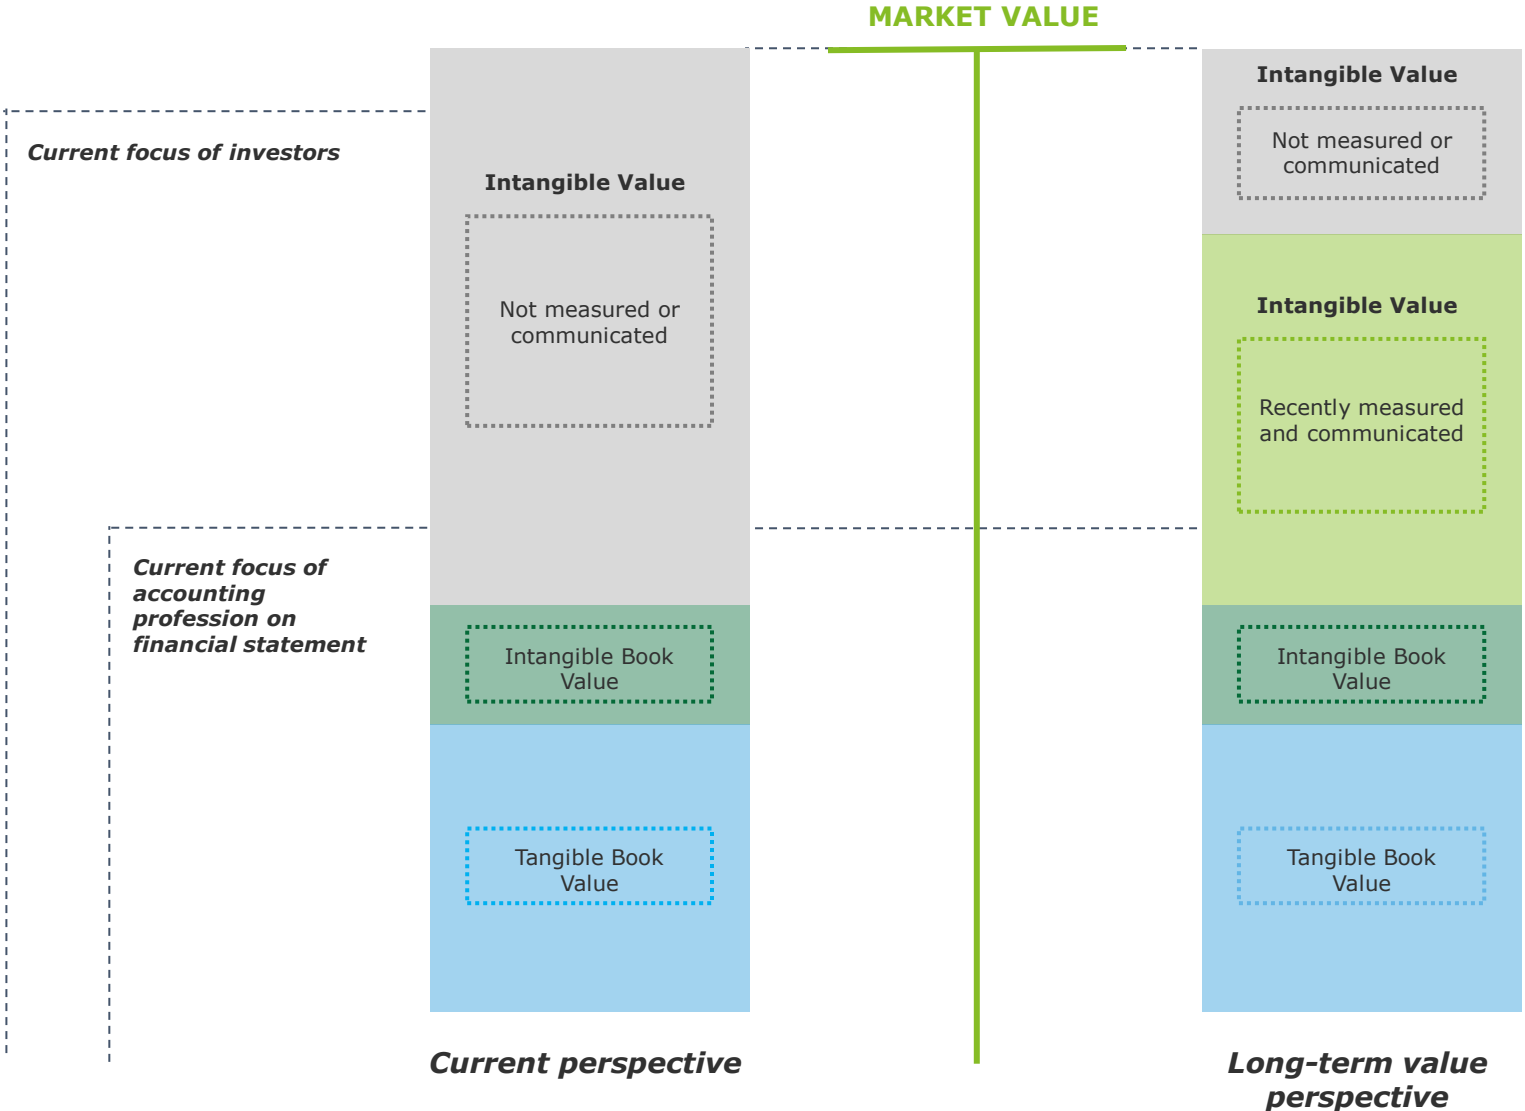 MARKET VALUE
Current focus of investors
Current focus of
accounting
profession on
financial statement
Intangible Value
Not measured or
communicated
Intangible Book
Value
Tangible Book
Value
Current perspective
Intangible Value
Not measured or
communicated
Intangible Value
Recently measured
and communicated
Intangible Book
Value
Tangible Book
Value
Long-term value
perspective